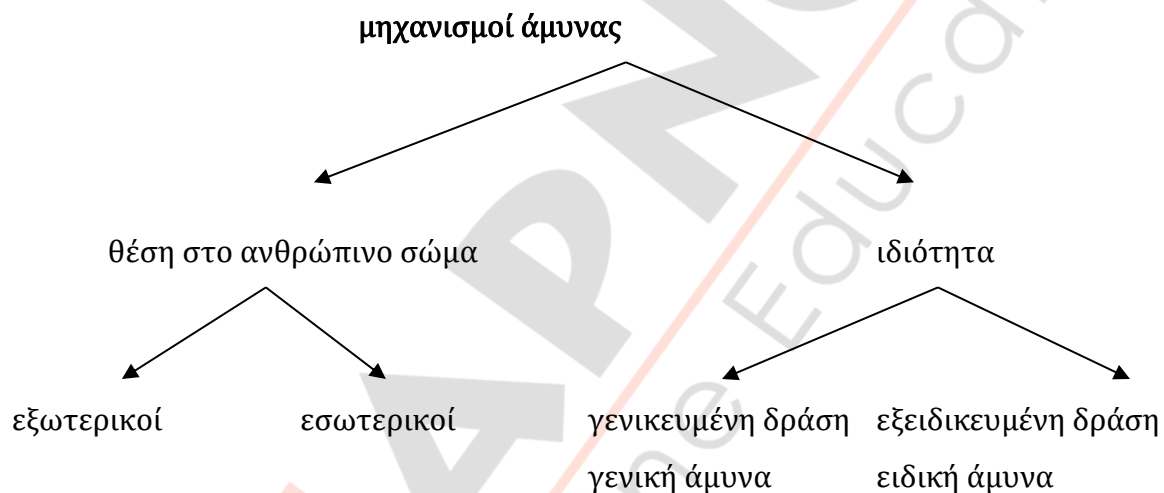 μηχανισμοί άμυνας
θέση στο ανθρώπινο σώμα ιδιότητα
εξωτερικοί εσωτερικοί γενικευμένη δράση εξειδικευμένη δράση
γενική άμυνα ειδική άμυνα